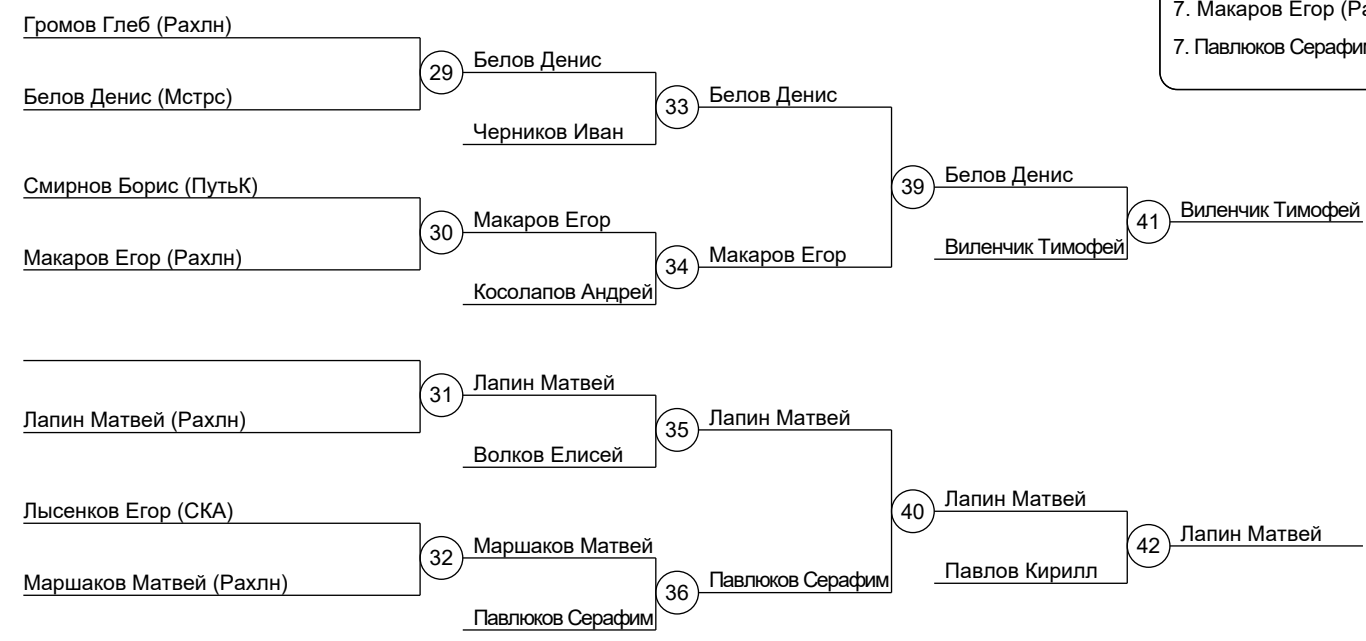 7. Макаров Егор
7. Павлюков
Громов Глеб (Рахлн)
29
Белов Денис
Белов Денис (Мстрс)
33
Белов Денис
Черников Иван
Смирнов Борис (ПутьК)
30
Макаров Егор
Макаров Егор (Рахлн)
34
Макаров Егор
Косолапов Андрей
39
Белов Денис
Виленчик Тимофей
41
Виленчик Тимофей
31
Лапин Матвей
Лапин Матвей (Рахлн)
35
Лапин Матвей
Волков Елисей
Лысенков Егор (СКА)
32
Маршаков Матвей
Маршаков Матвей (Рахлн)
36
Павлюков Серафим
Павлюков Серафим
40
Лапин Матвей
Павлов Кирилл
42
Лапин Матвей